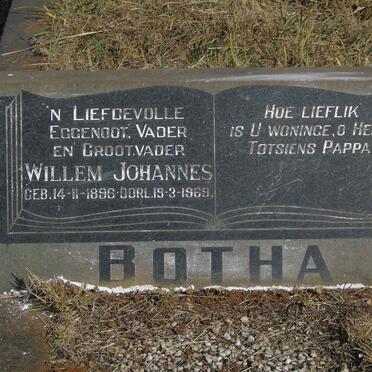 'N LIEFDEVOLLE
EGGENOOT, VADER
EN GROOTVADER
WILLEM JOHANNES
GEB. 14-11-1896-OORL. 19-3-1969.
HOE LIEFLIK
IS U WONINGE, O HE
TOTSIENS PAPPA
BOTHA